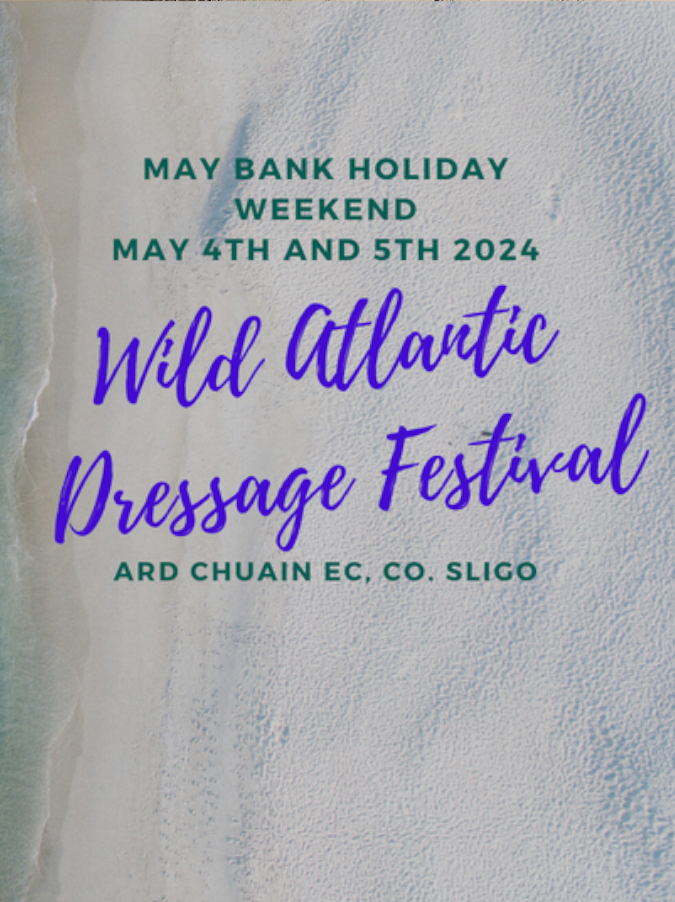 MAY BANK HOLIDAY
WEEKEND
MAY 4TH AND 5TH 2024
Wild Atlantic
Dressage Festival
ARD CHUAIN EC, CO. SLIGO